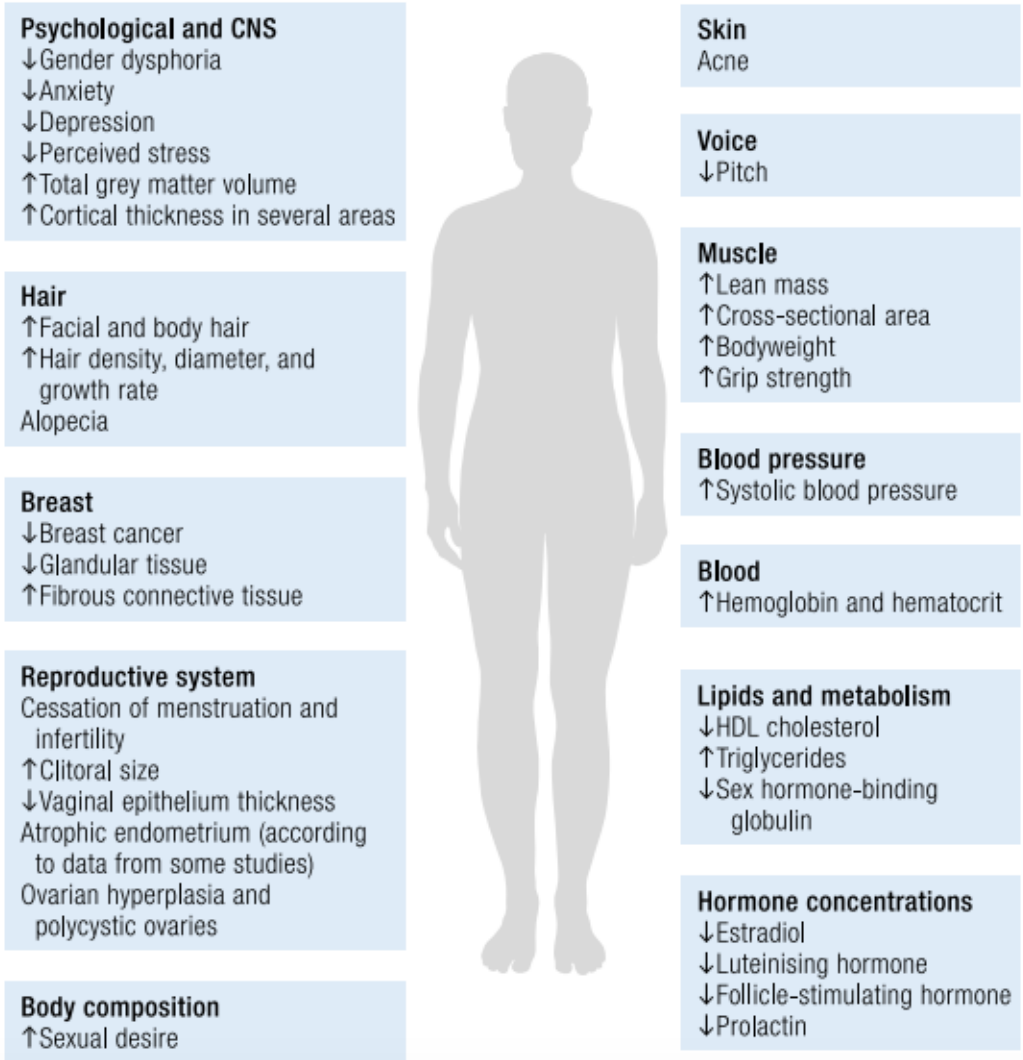 Psychological and CNS
↓Gender dysphoria
↓Anxiety
↓Depression
↓Perceived stress
↑Total grey matter volume
↑Cortical thickness in several areas
Hair
↑Facial and body hair
↑Hair density, diameter, and
growth rate
Alopecia
Breast
↓Breast cancer
↓Glandular tissue
↑Fibrous connective tissue
Reproductive system
Cessation of menstruation and
infertility
↑Clitoral size
↓Vaginal epithelium thickness
Atrophic endometrium (according
to data from some studies)
Ovarian hyperplasia and
polycystic ovaries
Body composition
↑Sexual desire
Skin
Acne
Voice
↓Pitch
Muscle
↑Lean mass
↑Cross-sectional area
↑Bodyweight
↑Grip strength
Blood pressure
↑Systolic blood pressure
Blood
↑Hemoglobin and hematocrit
Lipids and metabolism
↓HDL cholesterol
↑Triglycerides
↓Sex hormone-binding
globulin
Hormone concentrations
↓Estradiol
↓Luteinising hormone
↓Follicle-stimulating hormone
↓Prolactin